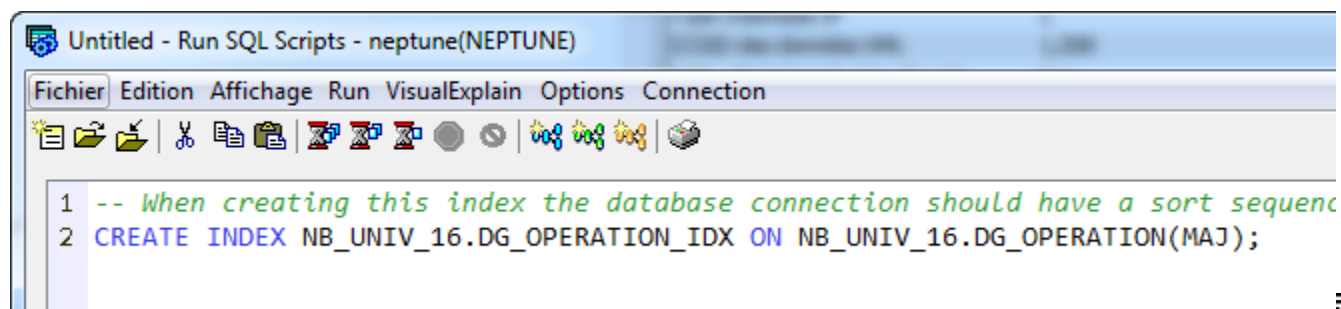 Untitled - Run SQL Scripts - neptune(NEPTUNE)
Fichier Edition Affichage Run VisualExplain Options Connection
1 -- When creating this index the database connection should have a sort sequenc
2 CREATE INDEX NB_UNIV_16.DG_OPERATION_IDX ON NB_UNIV_16.DG_OPERATION(MAJ);